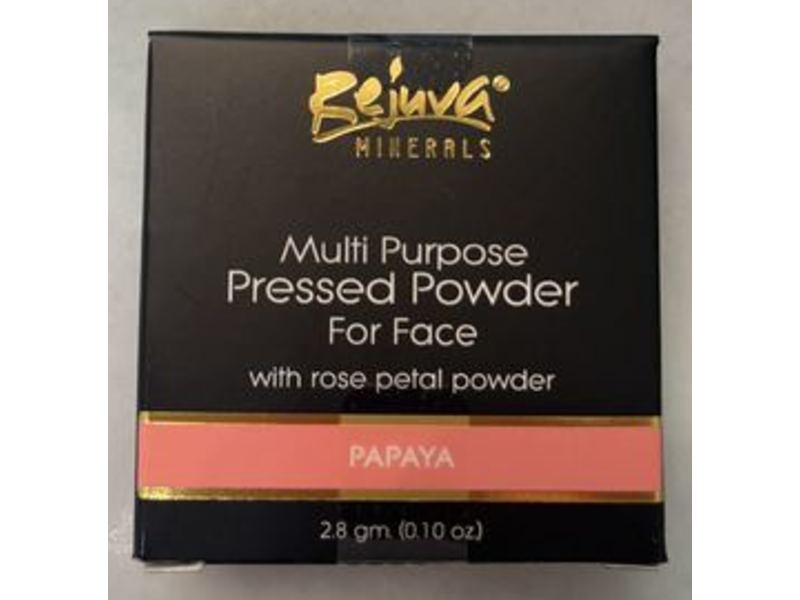 Rejuva
MINERALS
Multi Purpose
Pressed Powder
For Face
with rose petal powder
PAPAYA
2.8 gm. (0.10 oz.)